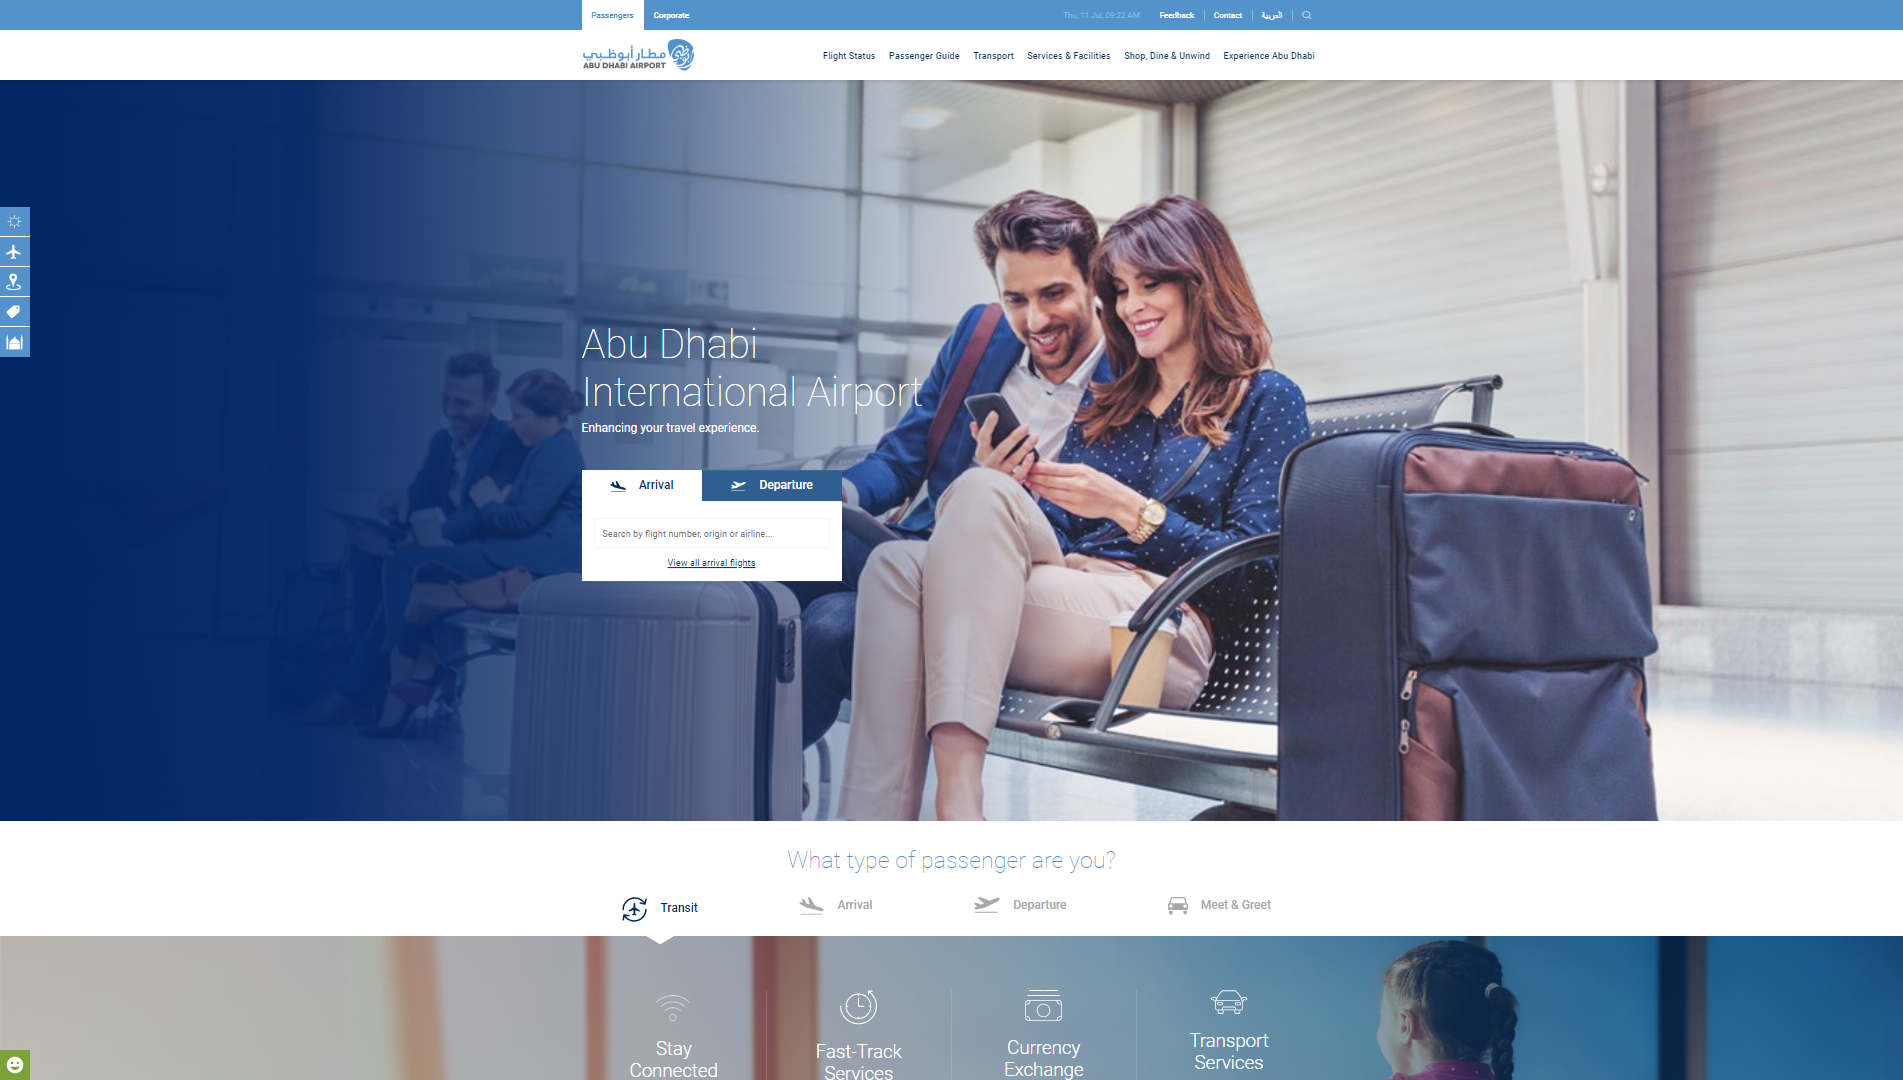 Passengers
Corporate
Thu, 11 Jul, 09:22 AM
Feedback
Contact
العربية
مطار أبوظبي
ABU DHABI AIRPORT
Flight Status
Passenger Guide
Transport
Services & Facilities
Shop, Dine & Unwind
Experience Abu Dhabi
Abu Dhabi
International Airport
Enhancing your travel experience.
Arrival
Departure
Search by flight number, origin or airline...
View all arrival flights
What type of passenger are you?
Transit
Arrival
Departure
Meet & Greet
Stay
Connected
Fast-Track
Services
Currency
Exchange
Transport
Services